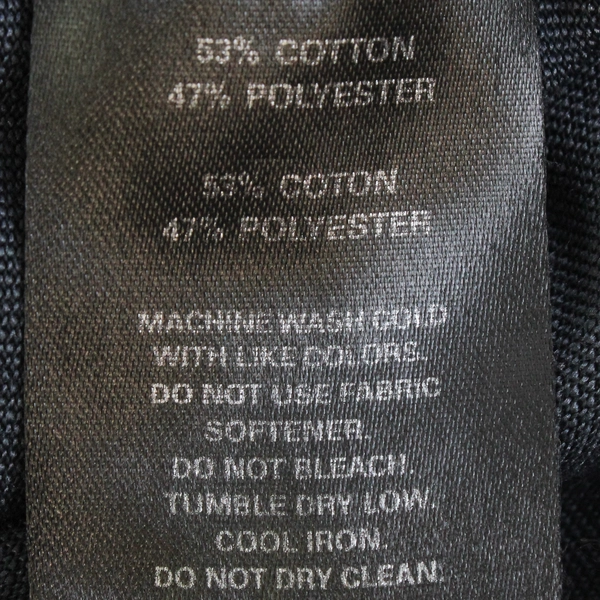 53% COTTON
47% POLYESTER
53% COTON
47% POLYESTER
MACHINE WASH COLD
WITH LIKE COLORS.
DO NOT USE FABRIC
SOFTENER.
DO NOT BLEACH.
TUMBLE DRY LOW.
COOL IRON.
DO NOT DRY CLEAN.